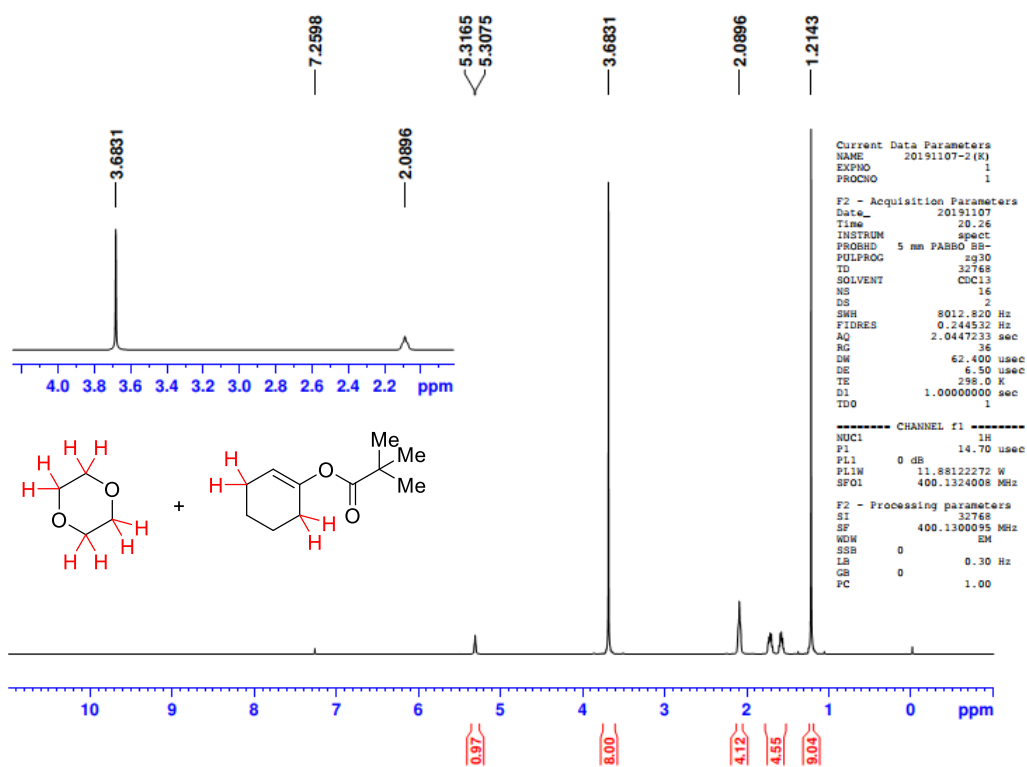 7.2598
5.3165
5.3075
3.6831
2.0896
1.2143
3.6831
2.0896
4.0 3.8 3.6 3.4 3.2 3.0 2.8 2.6 2.4 2.2 ppm
Current Data Parameters
NAME 20191107-2(K)
EXPNO 1
PROCNO 1
F2 - Acquisition Parameters
Date_ 20191107
Time 20.26
INSTRUM spect
PROBHD 5 mm PABBO BB-
PULPROG zg30
TD 32768
SOLVENT CDCl3
NS 16
DS 2
SWH 8012.820 Hz
FIDRES 0.244532 Hz
AQ 2.0447233 sec
RG 36
DW 62.400 usec
DE 6.50 usec
TE 298.0 K
D1 1.00000000 sec
TD0 1
======== CHANNEL f1 ========
NUC1 1H
P1 14.70 usec
PL1 0 dB
PL1W 11.88122272 W
SFO1 400.1324008 MHz
F2 - Processing parameters
SI 32768
SF 400.1300095 MHz
WDW EM
SSB 0
LB 0.30 Hz
GB 0
PC 1.00
H H
H
H O
O H
H
H H
+
Me
H O Me
H Me
O
H
H
10 9 8 7 6 5 4 3 2 1 0 ppm
0.97
8.00
4.12
4.55
9.04